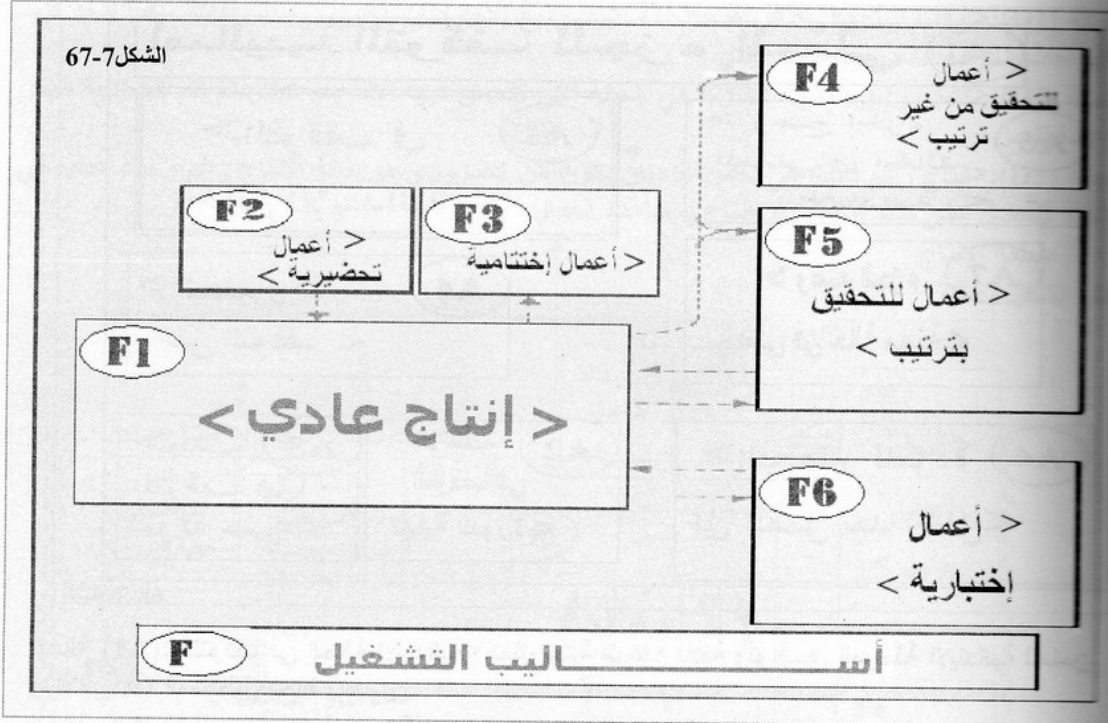 الشكل7-67
F4
< أعمال
للتحقيق من غير
ترتيب >
F2
< أعمال
تحضيرية >
F3
< أعمال إختتامية >
F5
< أعمال للتحقيق
بترتيب >
F1
< إنتاج عادي >
F6
< أعمال
إختبارية >
F
أســـــــاليب التشغيل